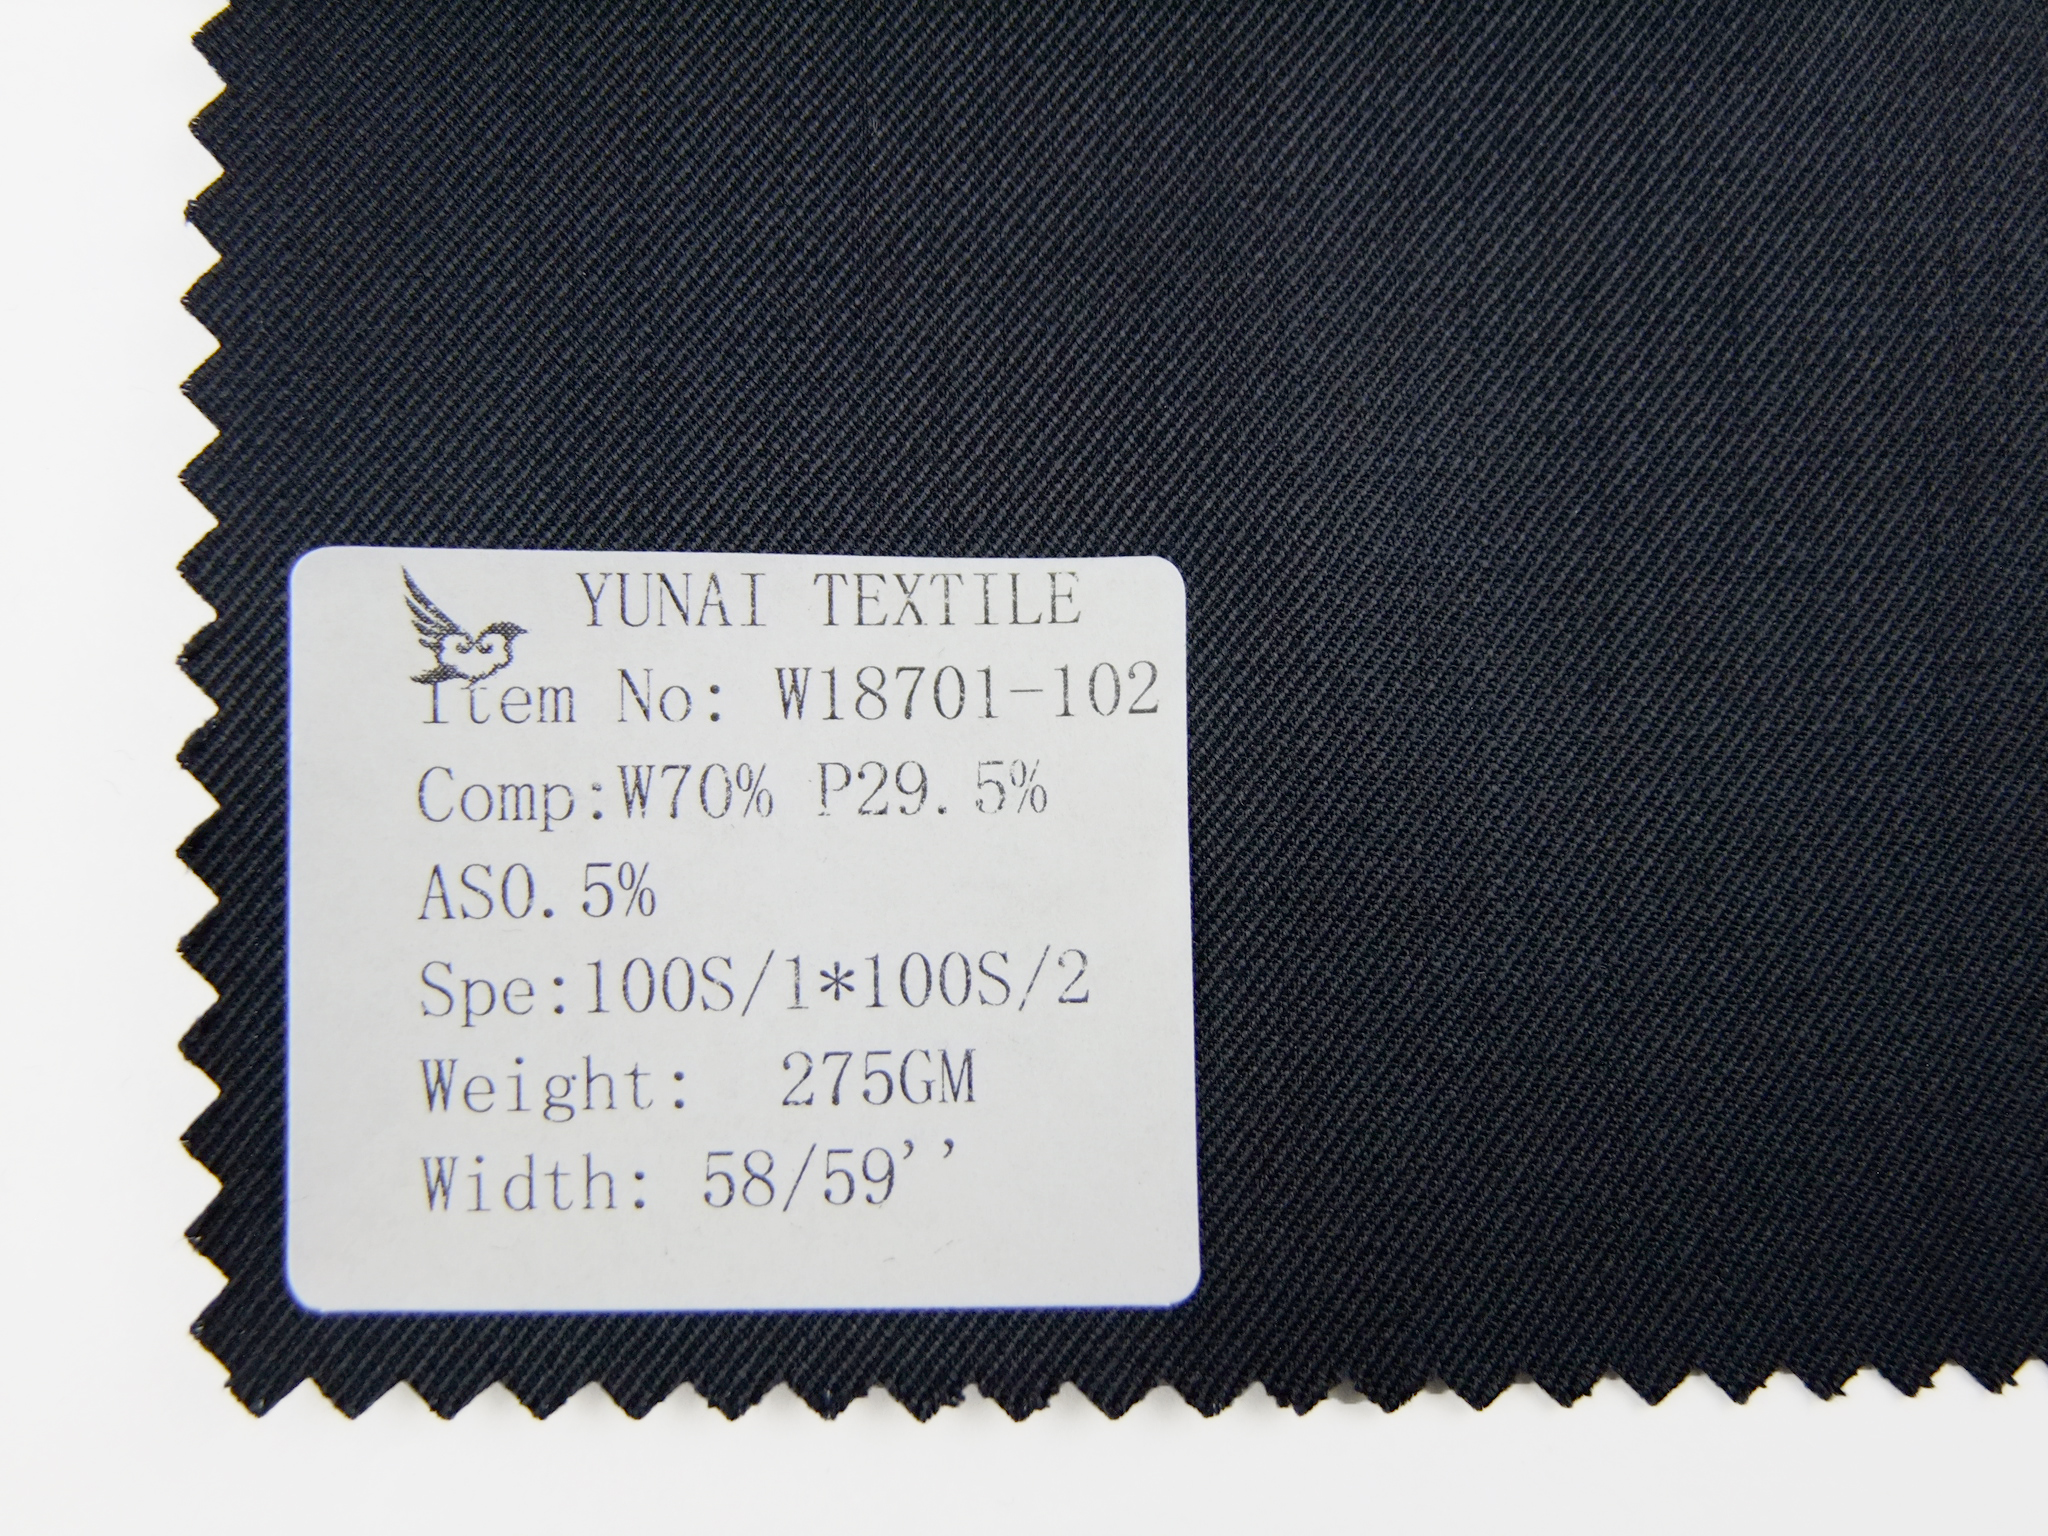 YUNAI TEXTILE
Item No: W18701-102
Comp:W70% P29.5%
AS0.5%
Spe:100S/1*100S/2
Weight: 275GM
Width: 58/59''